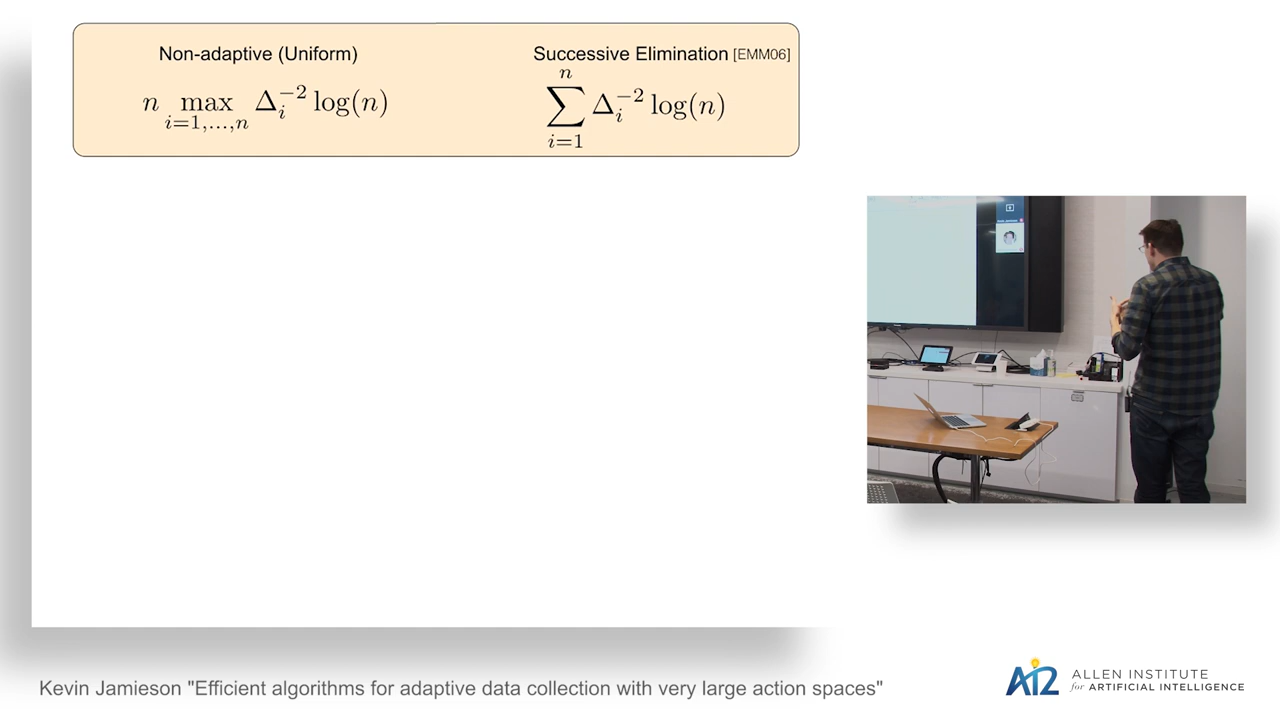 Non-adaptive (Uniform)
n max_{i=1,...,n} Δ_i^{-2} log(n)
Successive Elimination [EMM06]
∑_{i=1}^{n} Δ_i^{-2} log(n)
Kevin Jamieson "Efficient algorithms for adaptive data collection with very large action spaces"
AI2
ALLEN INSTITUTE
for ARTIFICIAL INTELLIGENCE